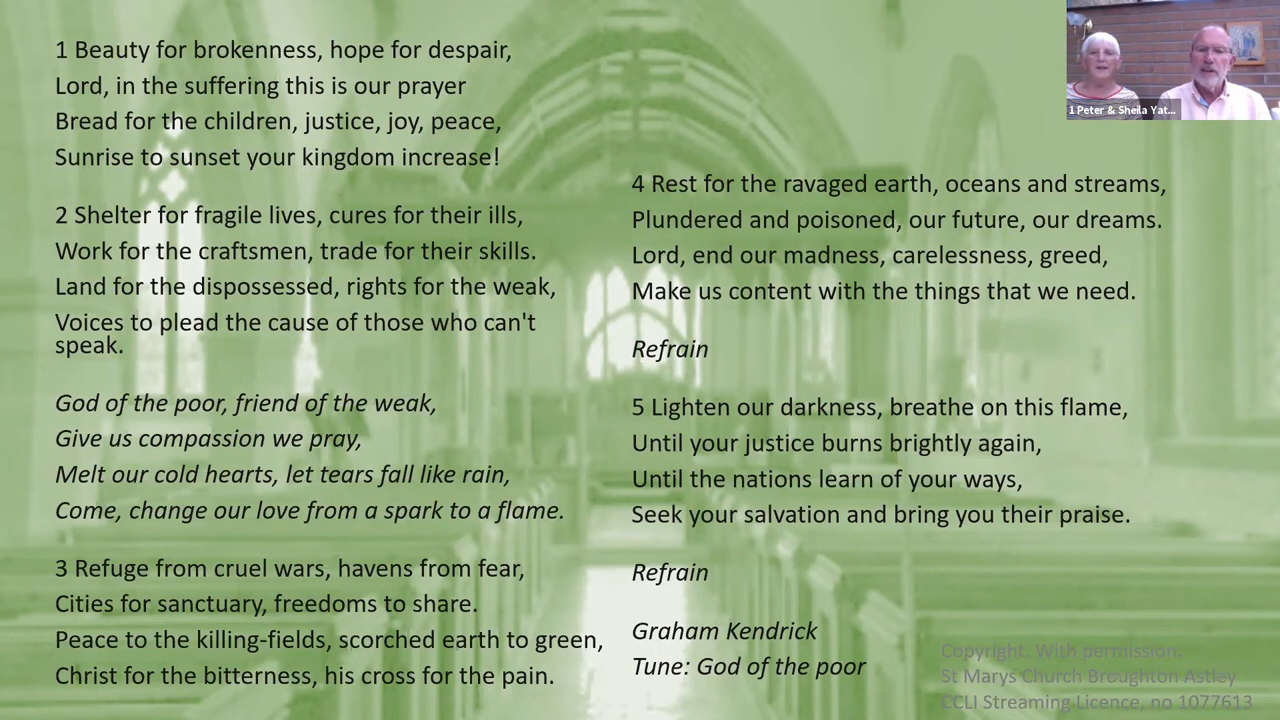 1 Beauty for brokenness, hope for despair,
Lord, in the suffering this is our prayer
Bread for the children, justice, joy, peace,
Sunrise to sunset your kingdom increase!
2 Shelter for fragile lives, cures for their ills,
Work for the craftsmen, trade for their skills.
Land for the dispossessed, rights for the weak,
Voices to plead the cause of those who can't
speak.
God of the poor, friend of the weak,
Give us compassion we pray,
Melt our cold hearts, let tears fall like rain,
Come, change our love from a spark to a flame.
3 Refuge from cruel wars, havens from fear,
Cities for sanctuary, freedoms to share.
Peace to the killing-fields, scorched earth to green,
Christ for the bitterness, his cross for the pain.
4 Rest for the ravaged earth, oceans and streams,
Plundered and poisoned, our future, our dreams.
Lord, end our madness, carelessness, greed,
Make us content with the things that we need.
Refrain
5 Lighten our darkness, breathe on this flame,
Until your justice burns brightly again,
Until the nations learn of your ways,
Seek your salvation and bring you their praise.
Refrain
Graham Kendrick
Tune: God of the poor
Copyright. With permission.
St Marys Church Broughton Astley
CCLI Streaming Licence, no 1077613
1 Peter & Sheila Yat...